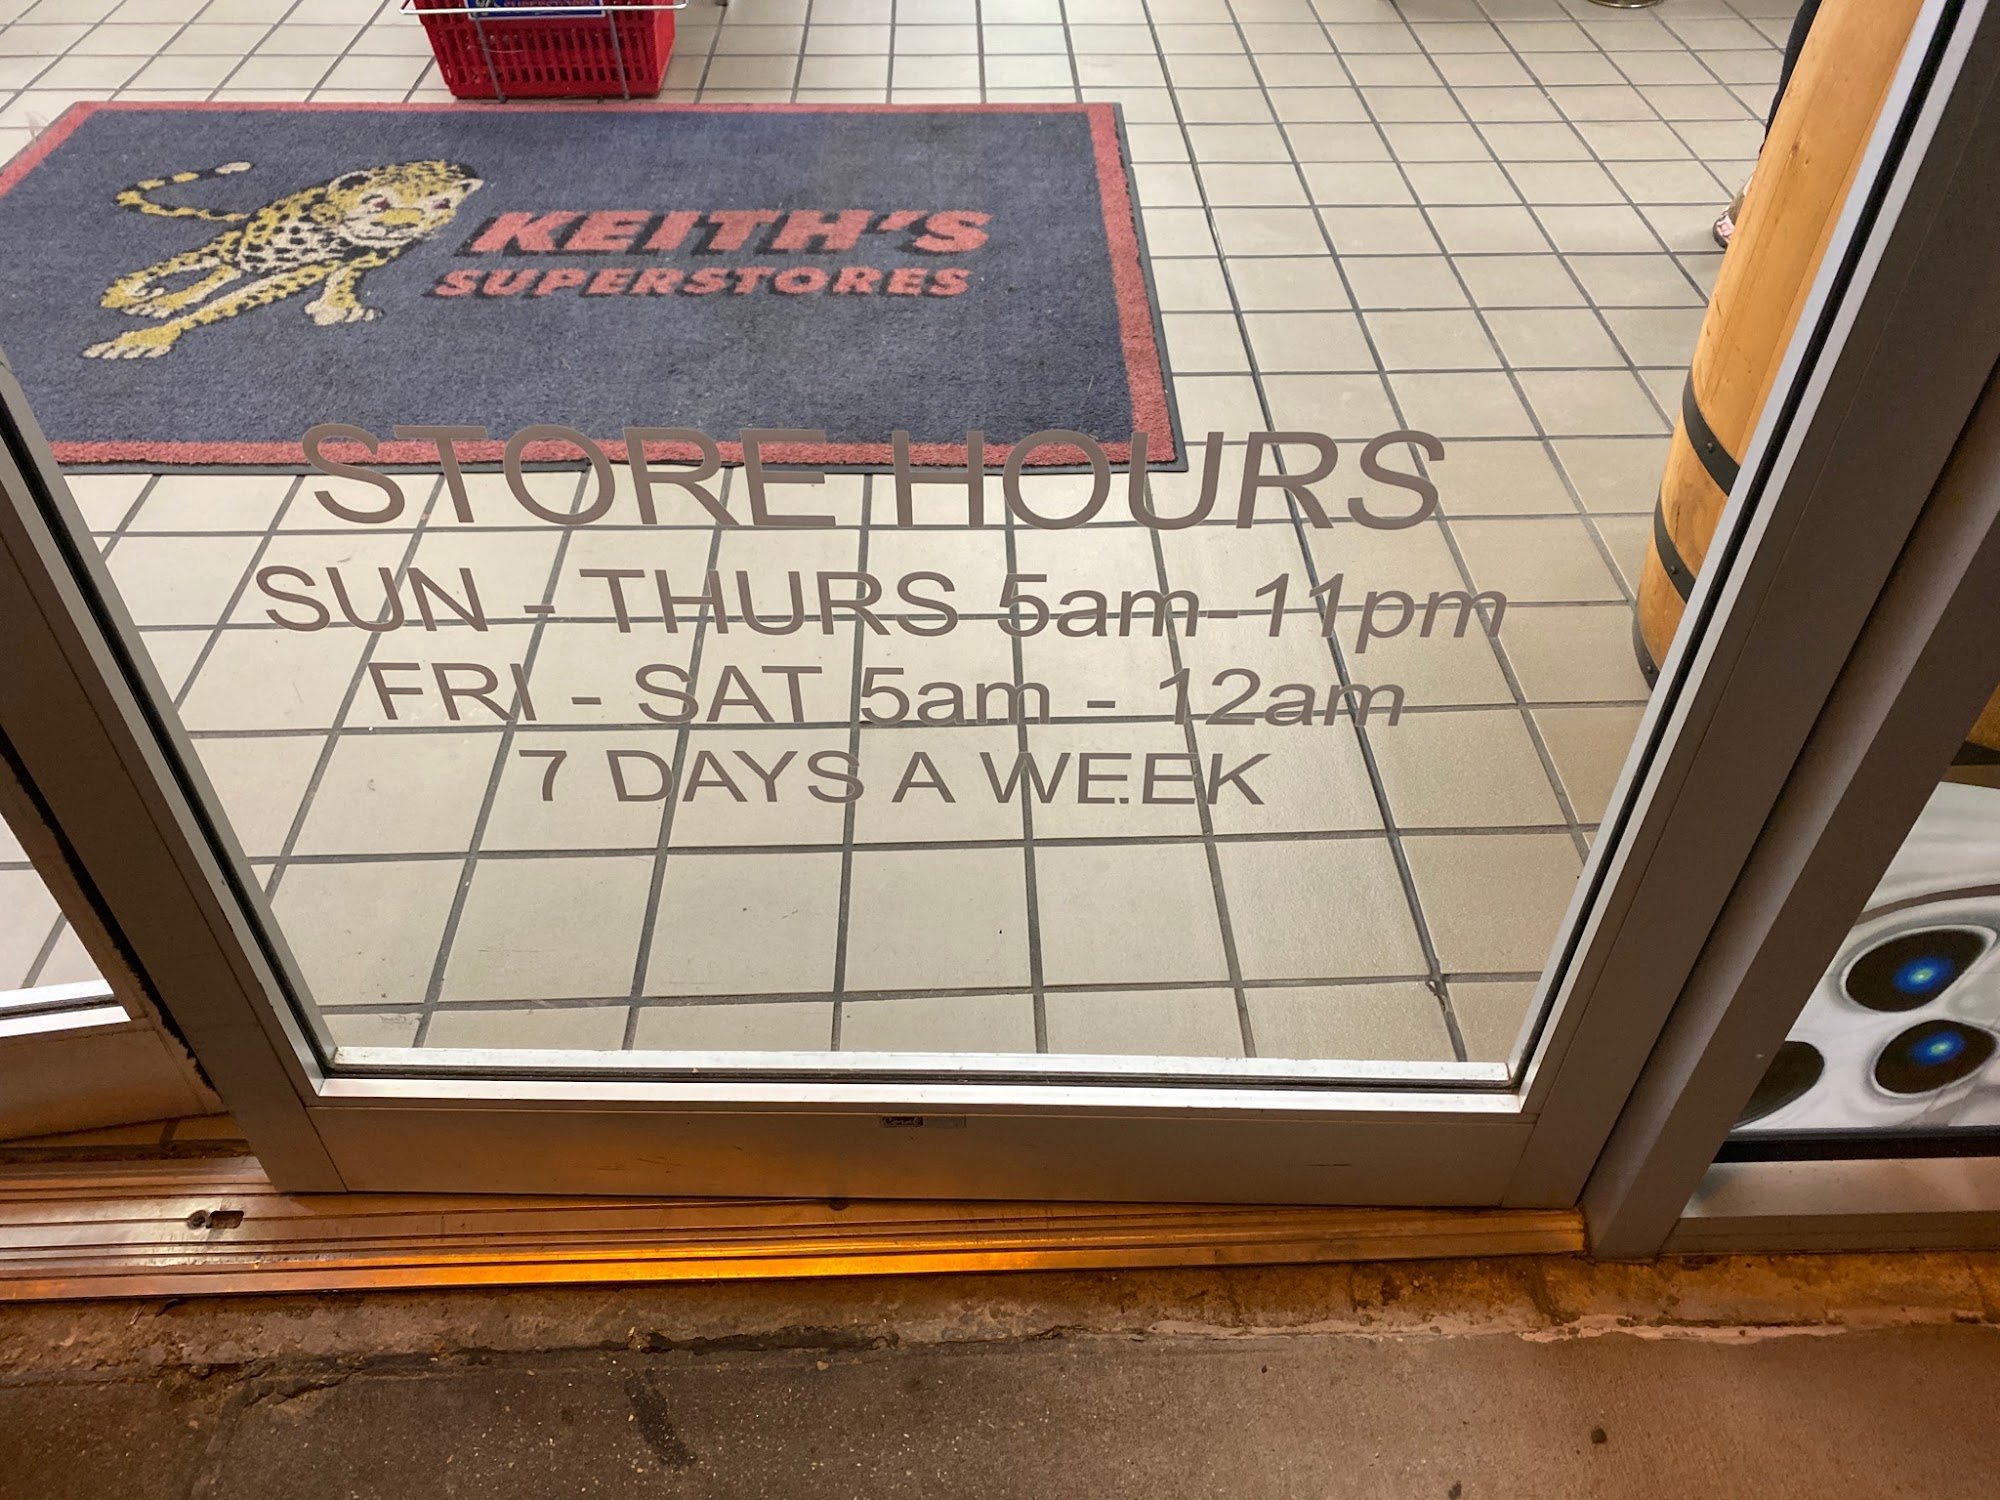 KEITH'S
SUPERSTORES
STORE HOURS
SUN - THURS 5am-11pm
FRI - SAT 5am - 12am
7 DAYS A WEEK